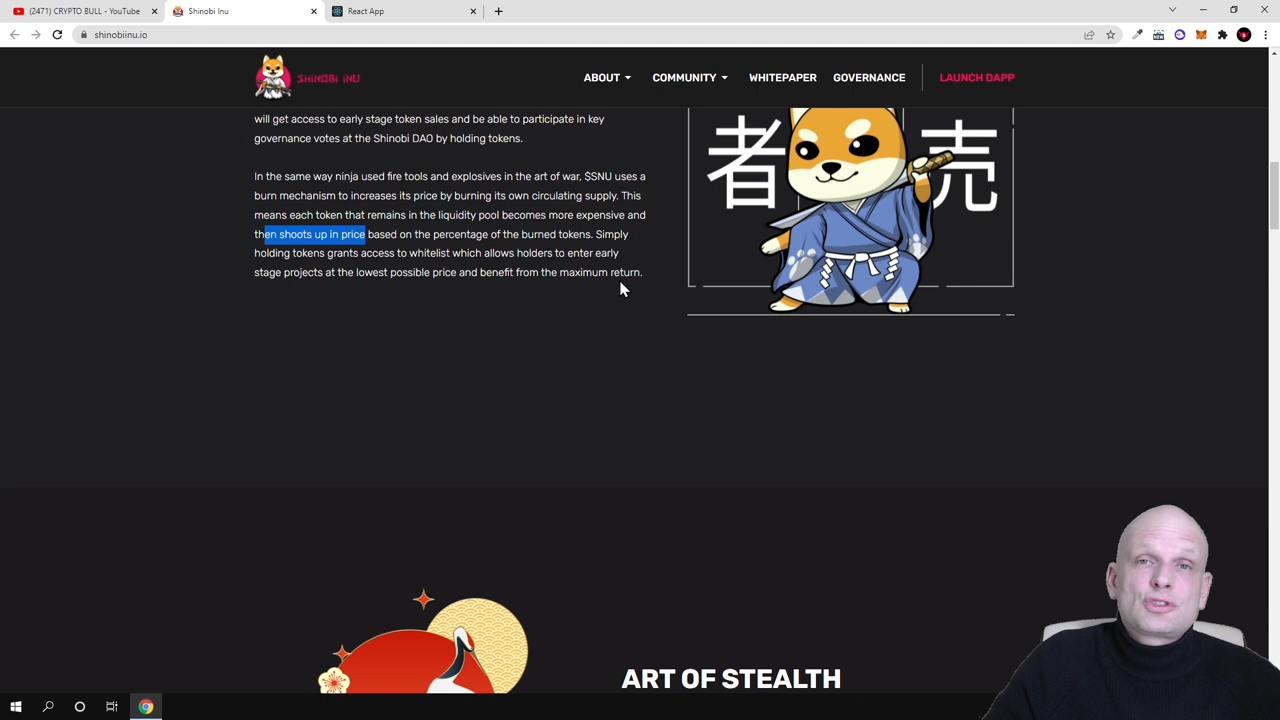 (2471) CRYPTO BULL - YouTube
Shinobi Inu
React App
shinobiinu.io
SHINOBI INU
ABOUT
COMMUNITY
WHITEPAPER
GOVERNANCE
LAUNCH DAPP
will get access to early stage token sales and be able to participate in key
governance votes at the Shinobi DAO by holding tokens.
In the same way ninja used fire tools and explosives in the art of war, $SNU uses a
burn mechanism to increases its price by burning its own circulating supply. This
means each token that remains in the liquidity pool becomes more expensive and
then shoots up in price based on the percentage of the burned tokens. Simply
holding tokens grants access to whitelist which allows holders to enter early
stage projects at the lowest possible price and benefit from the maximum return.
者
売
ART OF STEALTH